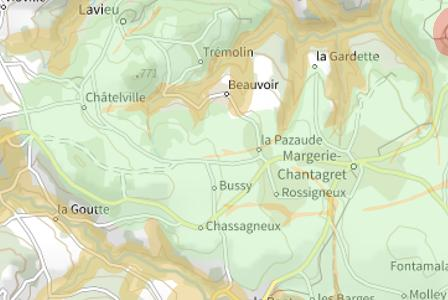 Lavieu
Trémolin
la Gardette
.771
Beauvoir
Châtelville
la Pazaude
Margerie-
Chantagret
Bussy
Rossigneux
la Goutte
Chassagneux
Fontamala
les Barges
Molley